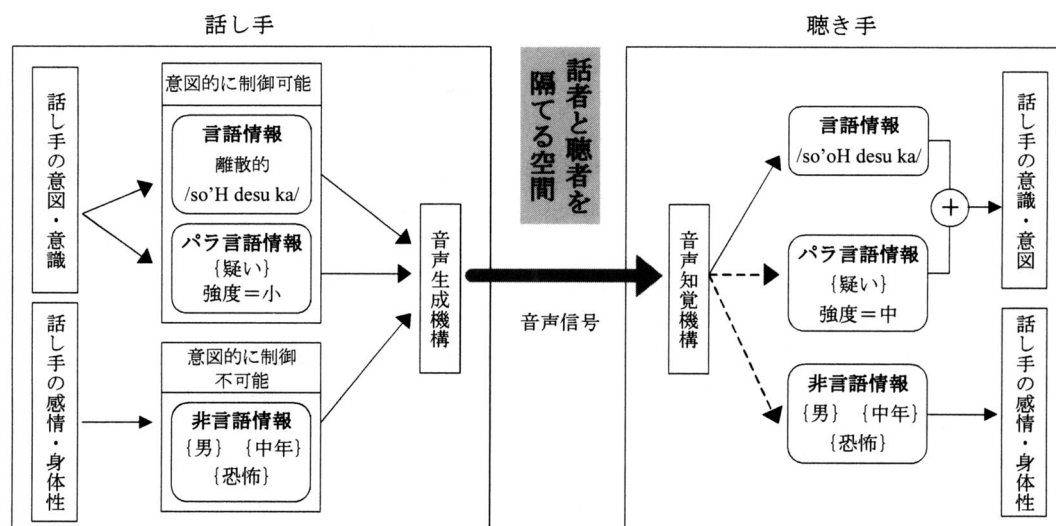 話し手
話し手の意図・意識
意図的に制御可能
言語情報
離散的
/so’H desu ka/
パラ言語情報
{疑い}
強度＝小
話し手の感情・身体性
意図的に制御
不可能
非言語情報
{男} {中年}
{恐怖}
音声生成機構
話者と聴者を
隔てる空間
音声信号
聴き手
音声知覚機構
言語情報
/so’oH desu ka/
パラ言語情報
{疑い}
強度＝中
非言語情報
{男} {中年}
{恐怖}
+
話し手の意識・意図
話し手の感情・身体性